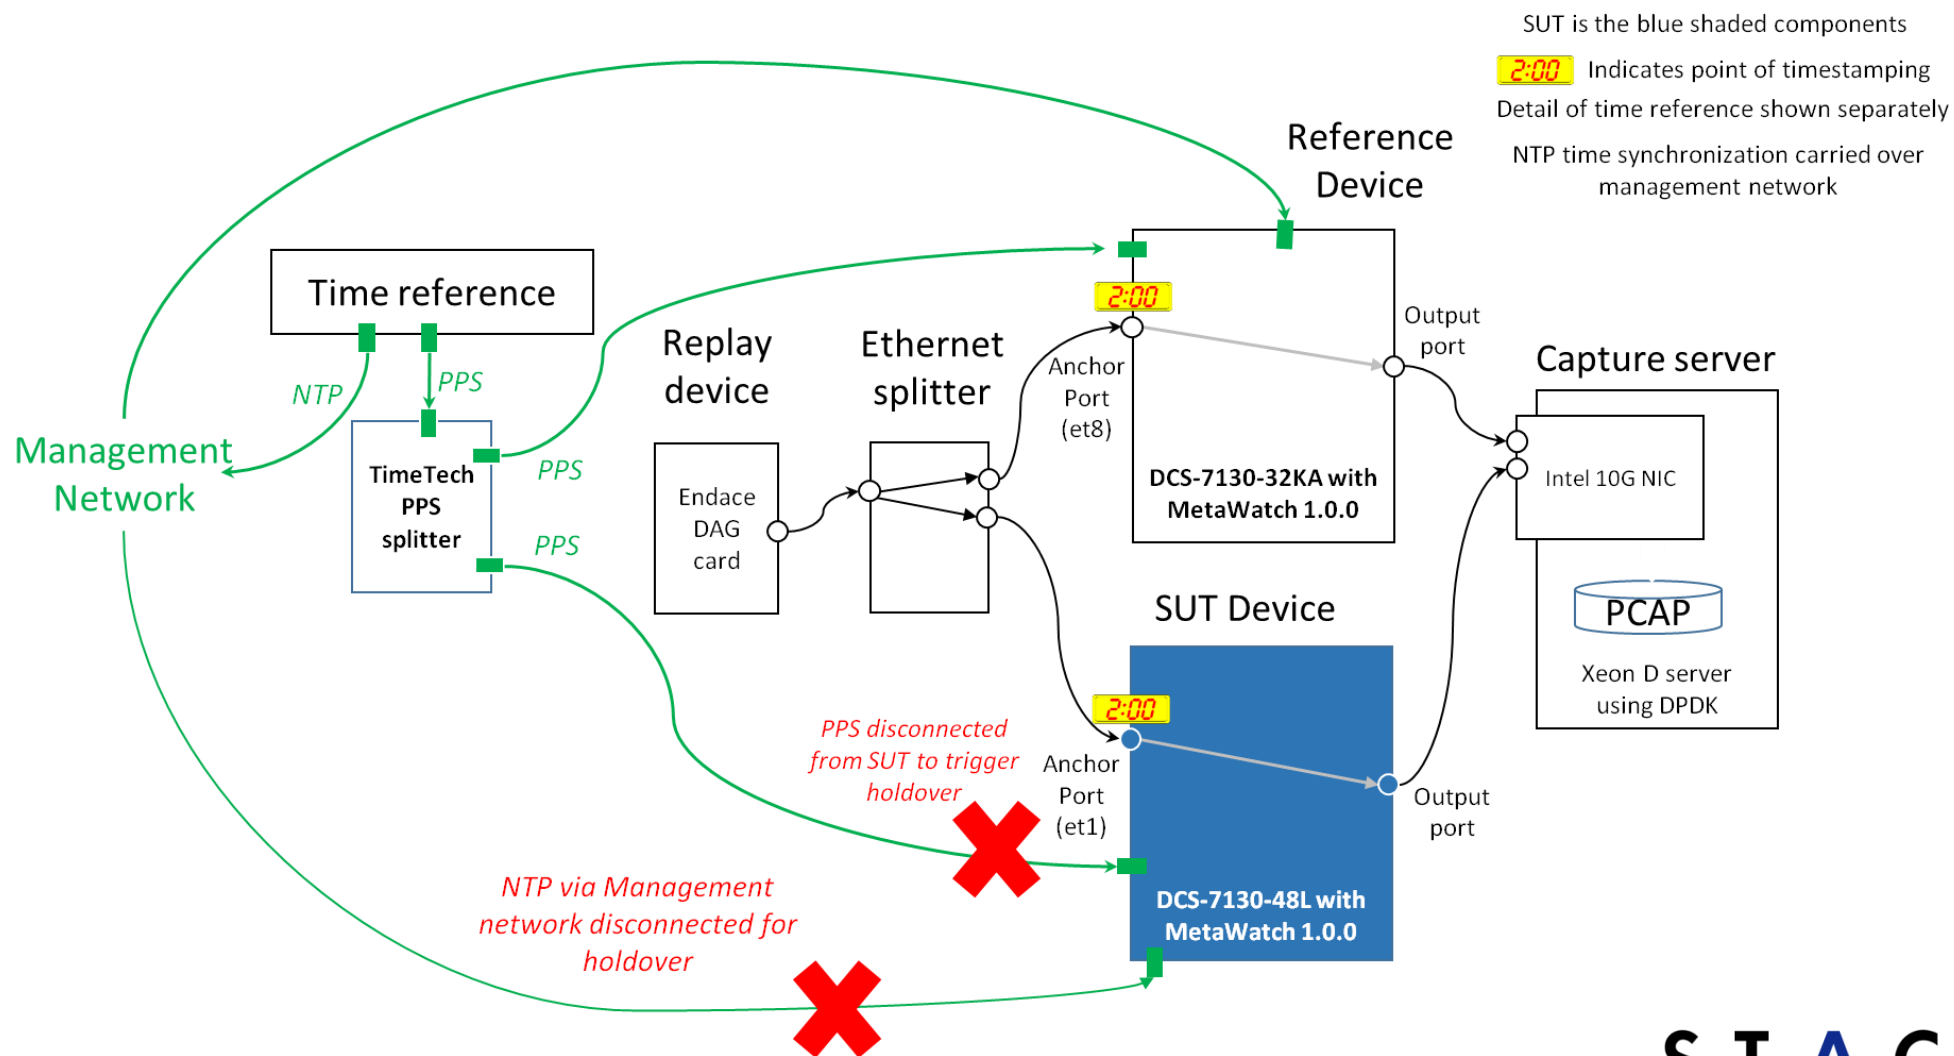 SUT is the blue shaded components
2:00 Indicates point of timestamping
Detail of time reference shown separately
NTP time synchronization carried over
management network
Reference
Device
Time reference
2:00
Output
port
Replay
device
Ethernet
splitter
Anchor
Port
(et8)
Capture server
NTP
PPS
Management
Network
TimeTech
PPS
splitter
PPS
PPS
Endace
DAG
card
DCS-7130-32KA with
MetaWatch 1.0.0
Intel 10G NIC
PCAP
Xeon D server
using DPDK
SUT Device
2:00
PPS disconnected
from SUT to trigger
holdover
Anchor
Port
(et1)
Output
port
NTP via Management
network disconnected for
holdover
DCS-7130-48L with
MetaWatch 1.0.0
STAC